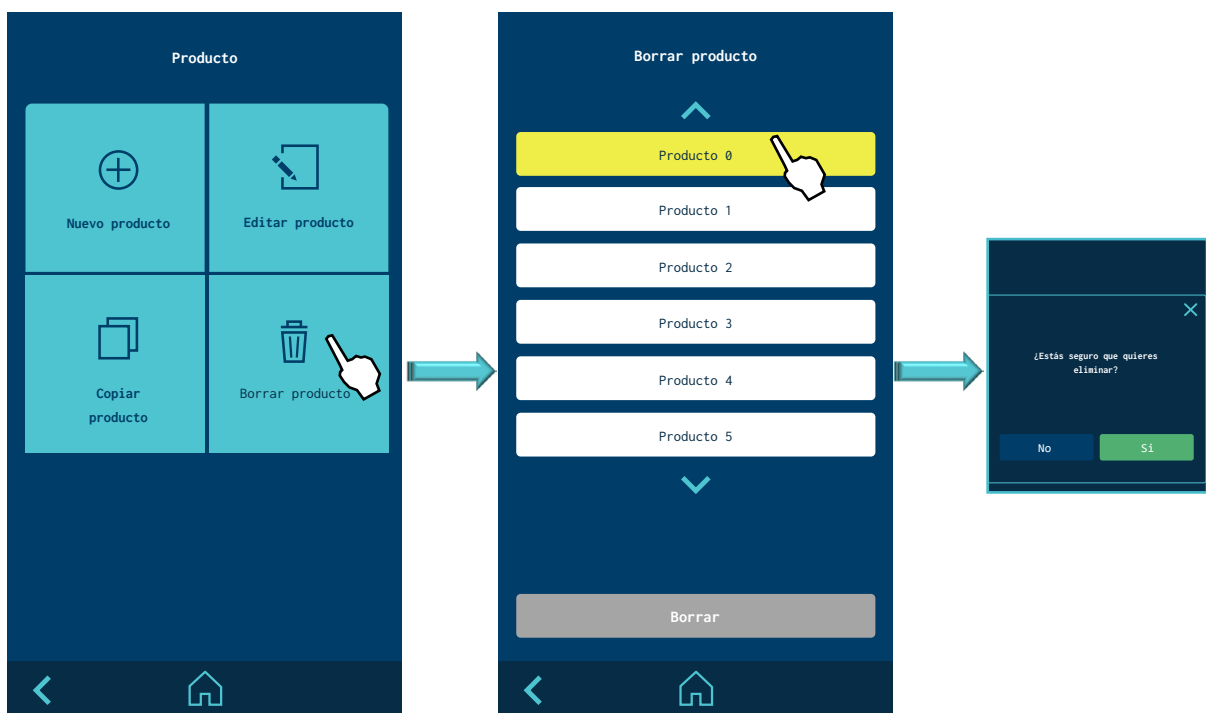 Producto
Nuevo producto
Editar producto
Copiar
producto
Borrar producto
Borrar producto
Producto 0
Producto 1
Producto 2
Producto 3
Producto 4
Producto 5
Borrar
¿Estás seguro que quieres
eliminar?
No
Si